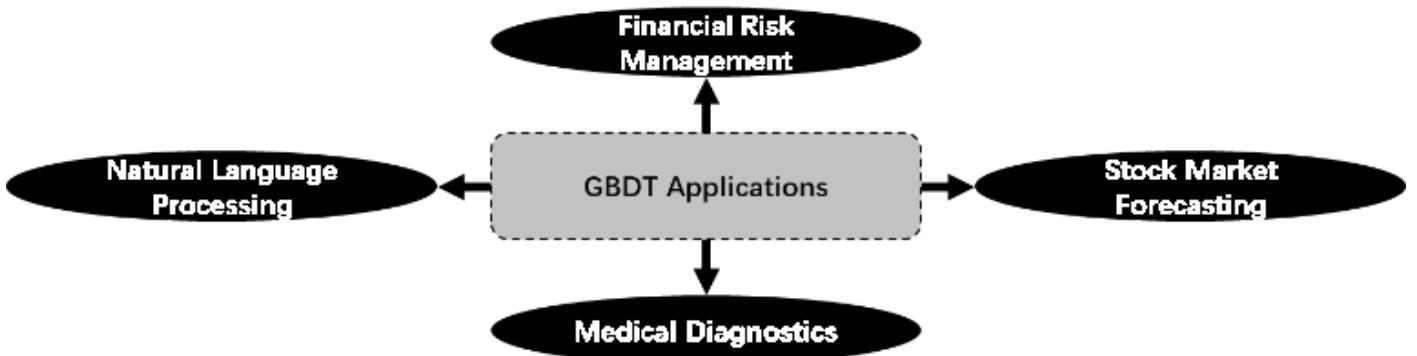 Financial Risk
Management
Natural Language
Processing
GBDT Applications
Stock Market
Forecasting
Medical Diagnostics